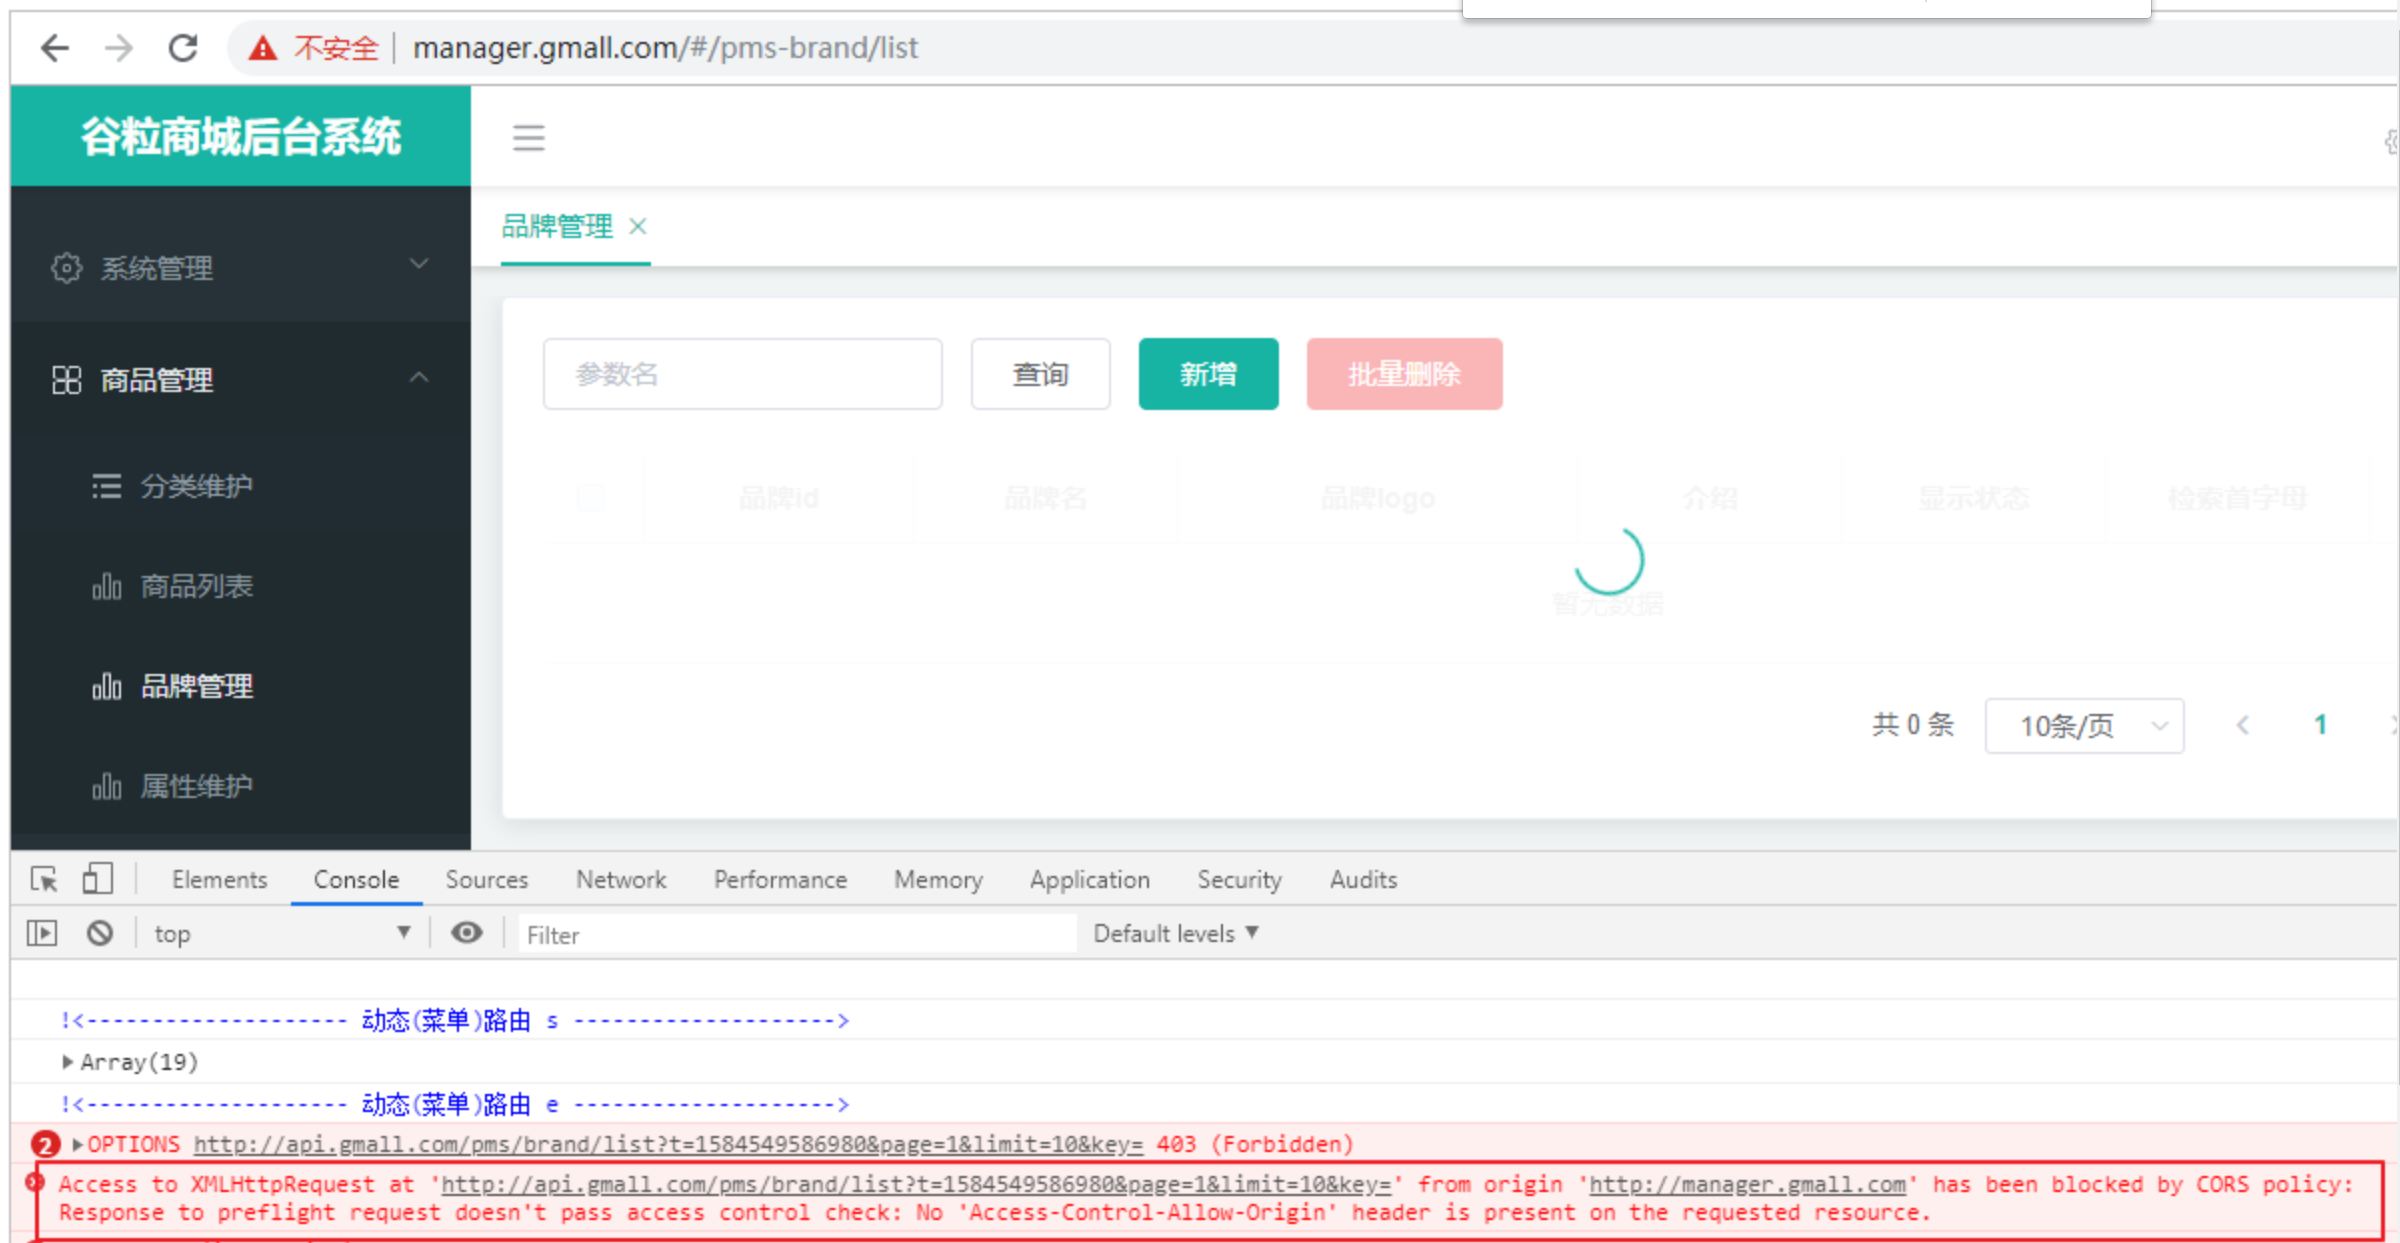 不安全 manager.gmall.com/#/pms-brand/list
谷粒商城后台系统
品牌管理 ×
系统管理
商品管理
分类维护
商品列表
品牌管理
属性维护
参数名 查询 新增 批量删除
品牌id 品牌名 品牌logo 介绍 显示状态 检索首字母
暂无数据
共 0 条 10条/页 < 1
Elements Console Sources Network Performance Memory Application Security Audits
top Filter Default levels
!<-------------------- 动态(菜单)路由 s -------------------->
Array(19)
!<-------------------- 动态(菜单)路由 e -------------------->
2 OPTIONS http://api.gmall.com/pms/brand/list?t=1584549586980&page=1&limit=10&key= 403 (Forbidden)
Access to XMLHttpRequest at 'http://api.gmall.com/pms/brand/list?t=1584549586980&page=1&limit=10&key=' from origin 'http://manager.gmall.com' has been blocked by CORS policy:
Response to preflight request doesn't pass access control check: No 'Access-Control-Allow-Origin' header is present on the requested resource.